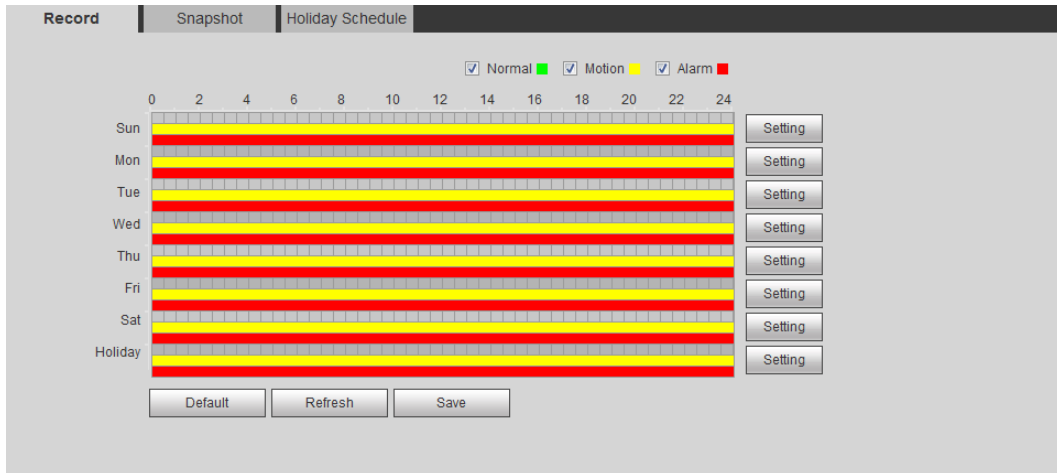 Record Snapshot Holiday Schedule
Normal Motion Alarm
0 2 4 6 8 10 12 14 16 18 20 22 24
Sun Setting
Mon Setting
Tue Setting
Wed Setting
Thu Setting
Fri Setting
Sat Setting
Holiday Setting
Default Refresh Save